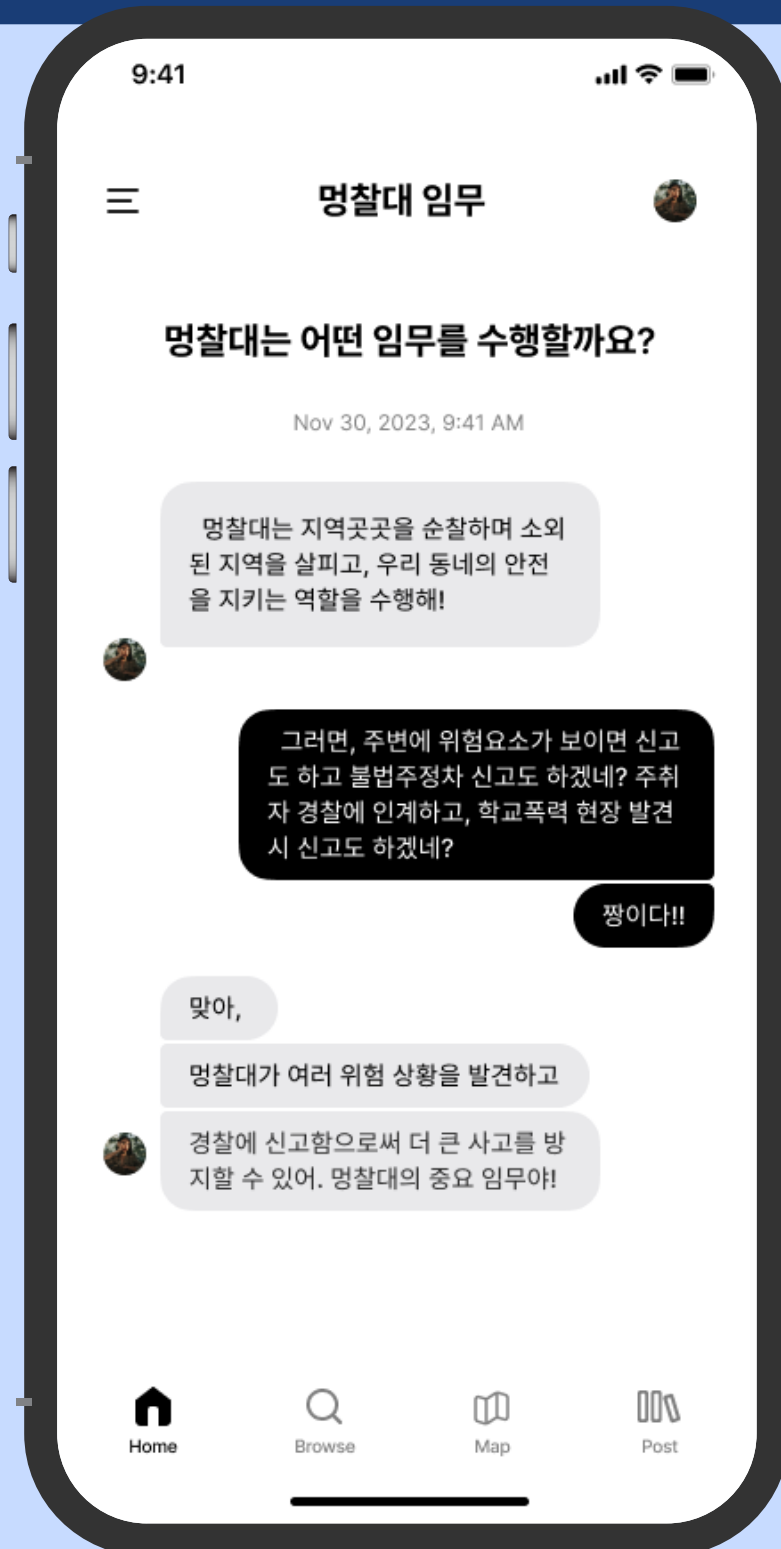 9:41
멍찰대 임무
멍찰대는 어떤 임무를 수행할까요?
Nov 30, 2023, 9:41 AM
멍찰대는 지역곳곳을 순찰하며 소외
된 지역을 살피고, 우리 동네의 안전
을 지키는 역할을 수행해!
그러면, 주변에 위험요소가 보이면 신고
도 하고 불법주정차 신고도 하겠네? 주취
자 경찰에 인계하고, 학교폭력 현장 발견
시 신고도 하겠네?
짱이다!!
맞아,
멍찰대가 여러 위험 상황을 발견하고
경찰에 신고함으로써 더 큰 사고를 방
지할 수 있어. 멍찰대의 중요 임무야!
Home
Browse
Map
Post